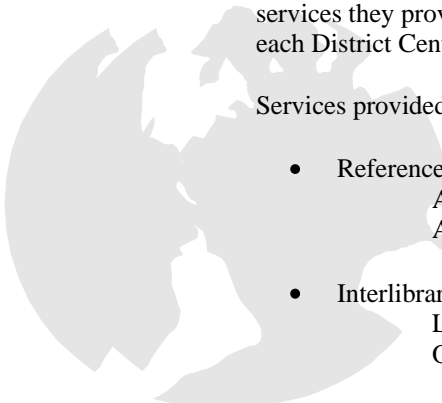 services they prov
each District Cen
Services provided
• Reference
A
A
• Interlibrar
L
O